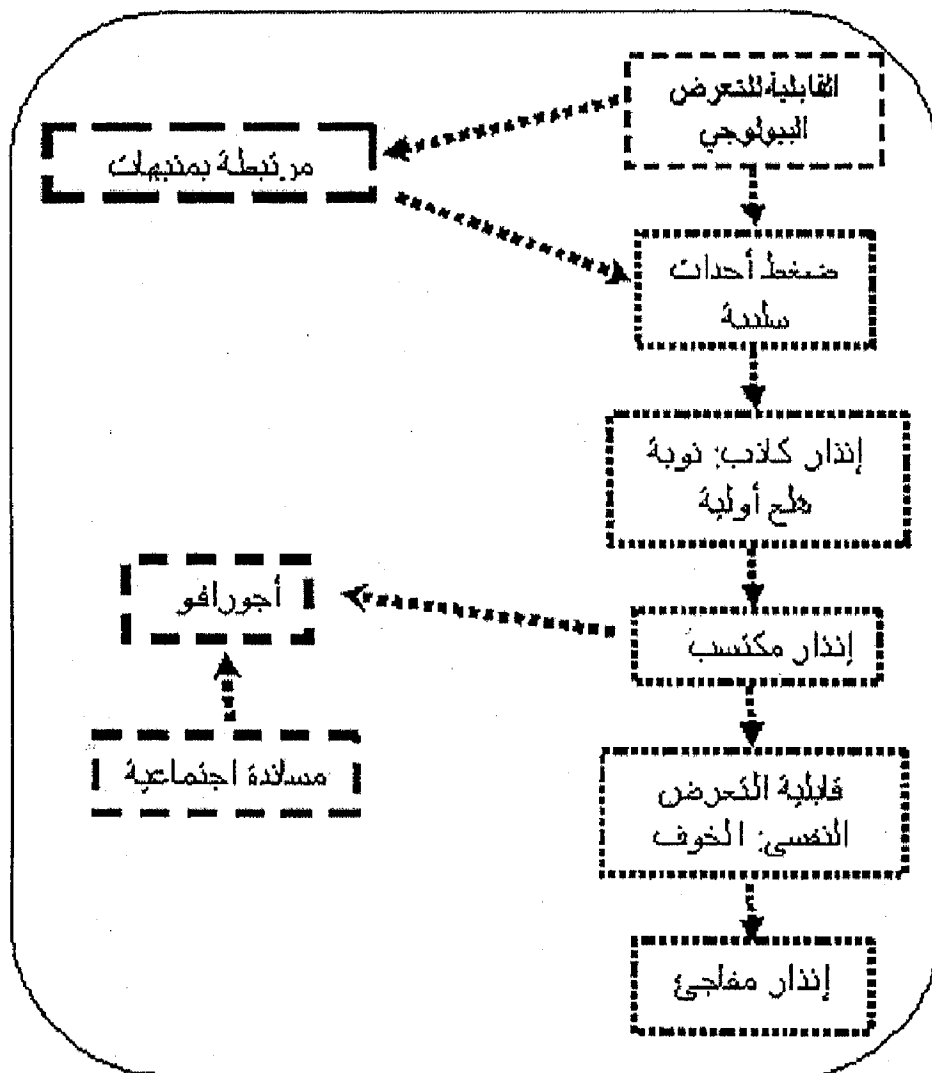 القابلية للتعرض
البيولوجي
مرتبطة بمنبهات
ضغط أحداث
سلبية
إنذار كاذب: نوبة
هلع أولية
أجورافو
إنذار مكتسب
مساندة اجتماعية
قابلية التعرض
النفسى: الخوف
إنذار مفاجئ